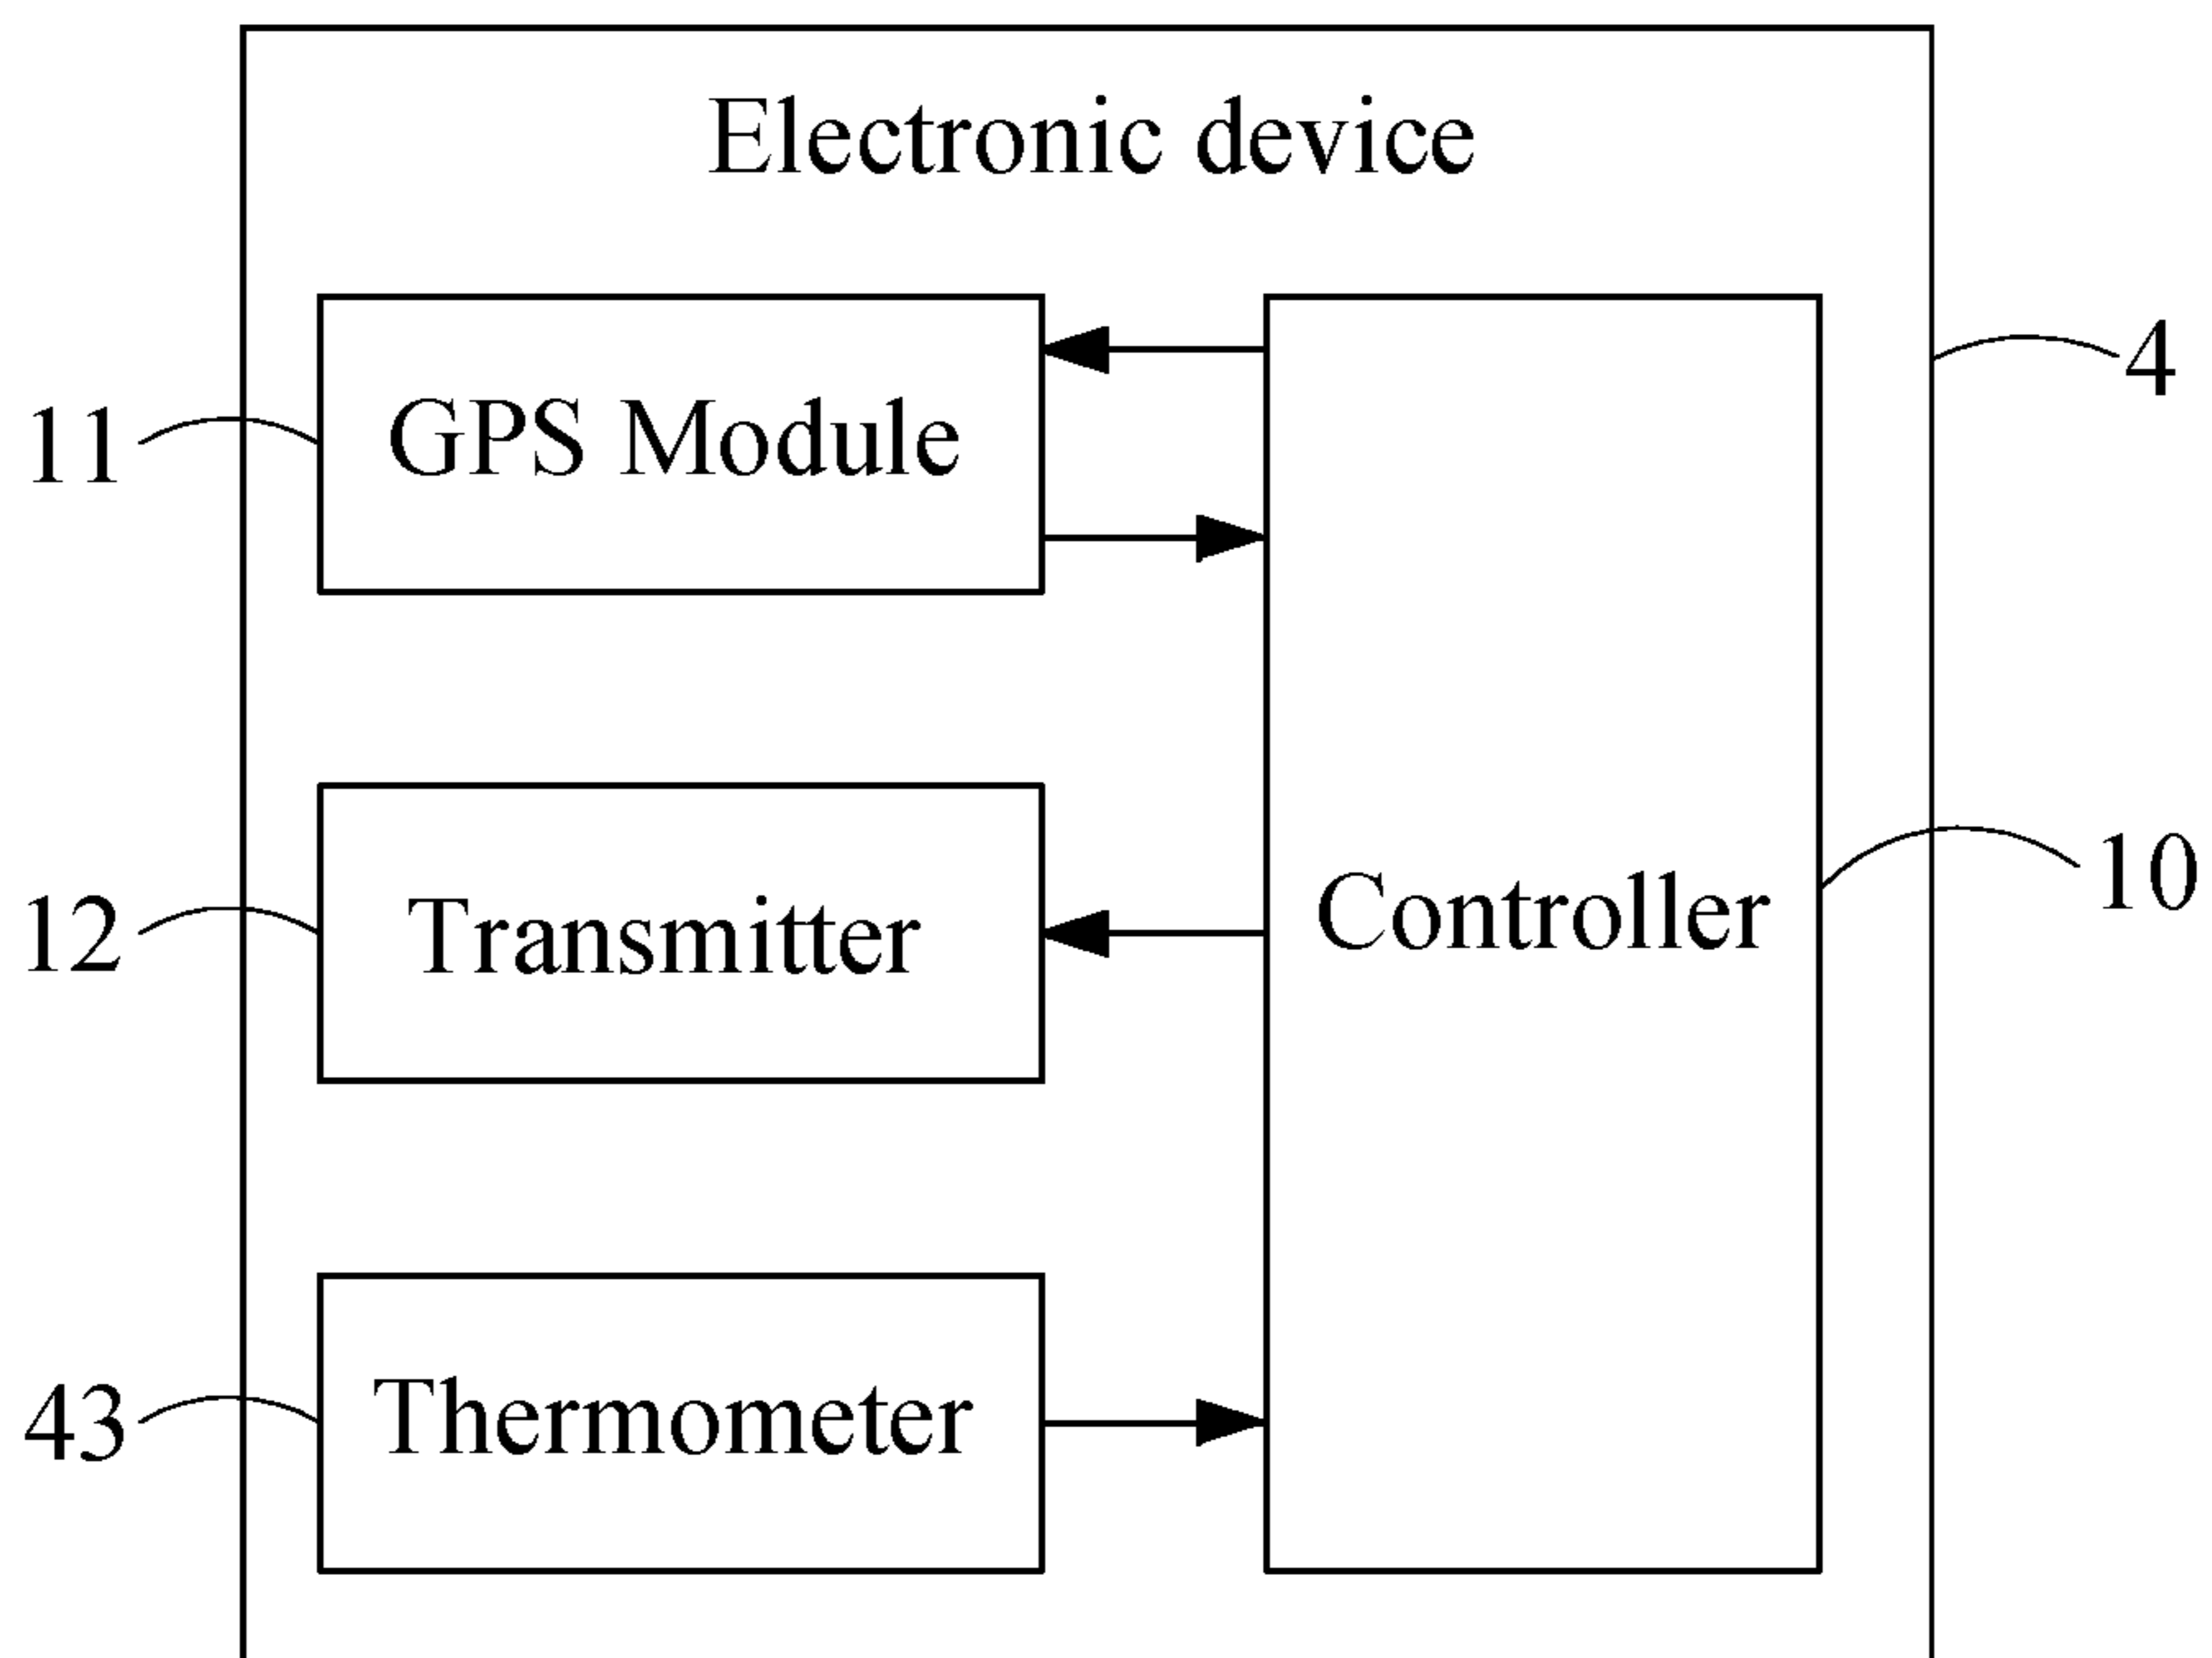 Electronic device
4
11
GPS Module
12
Transmitter
Controller
10
43
Thermometer